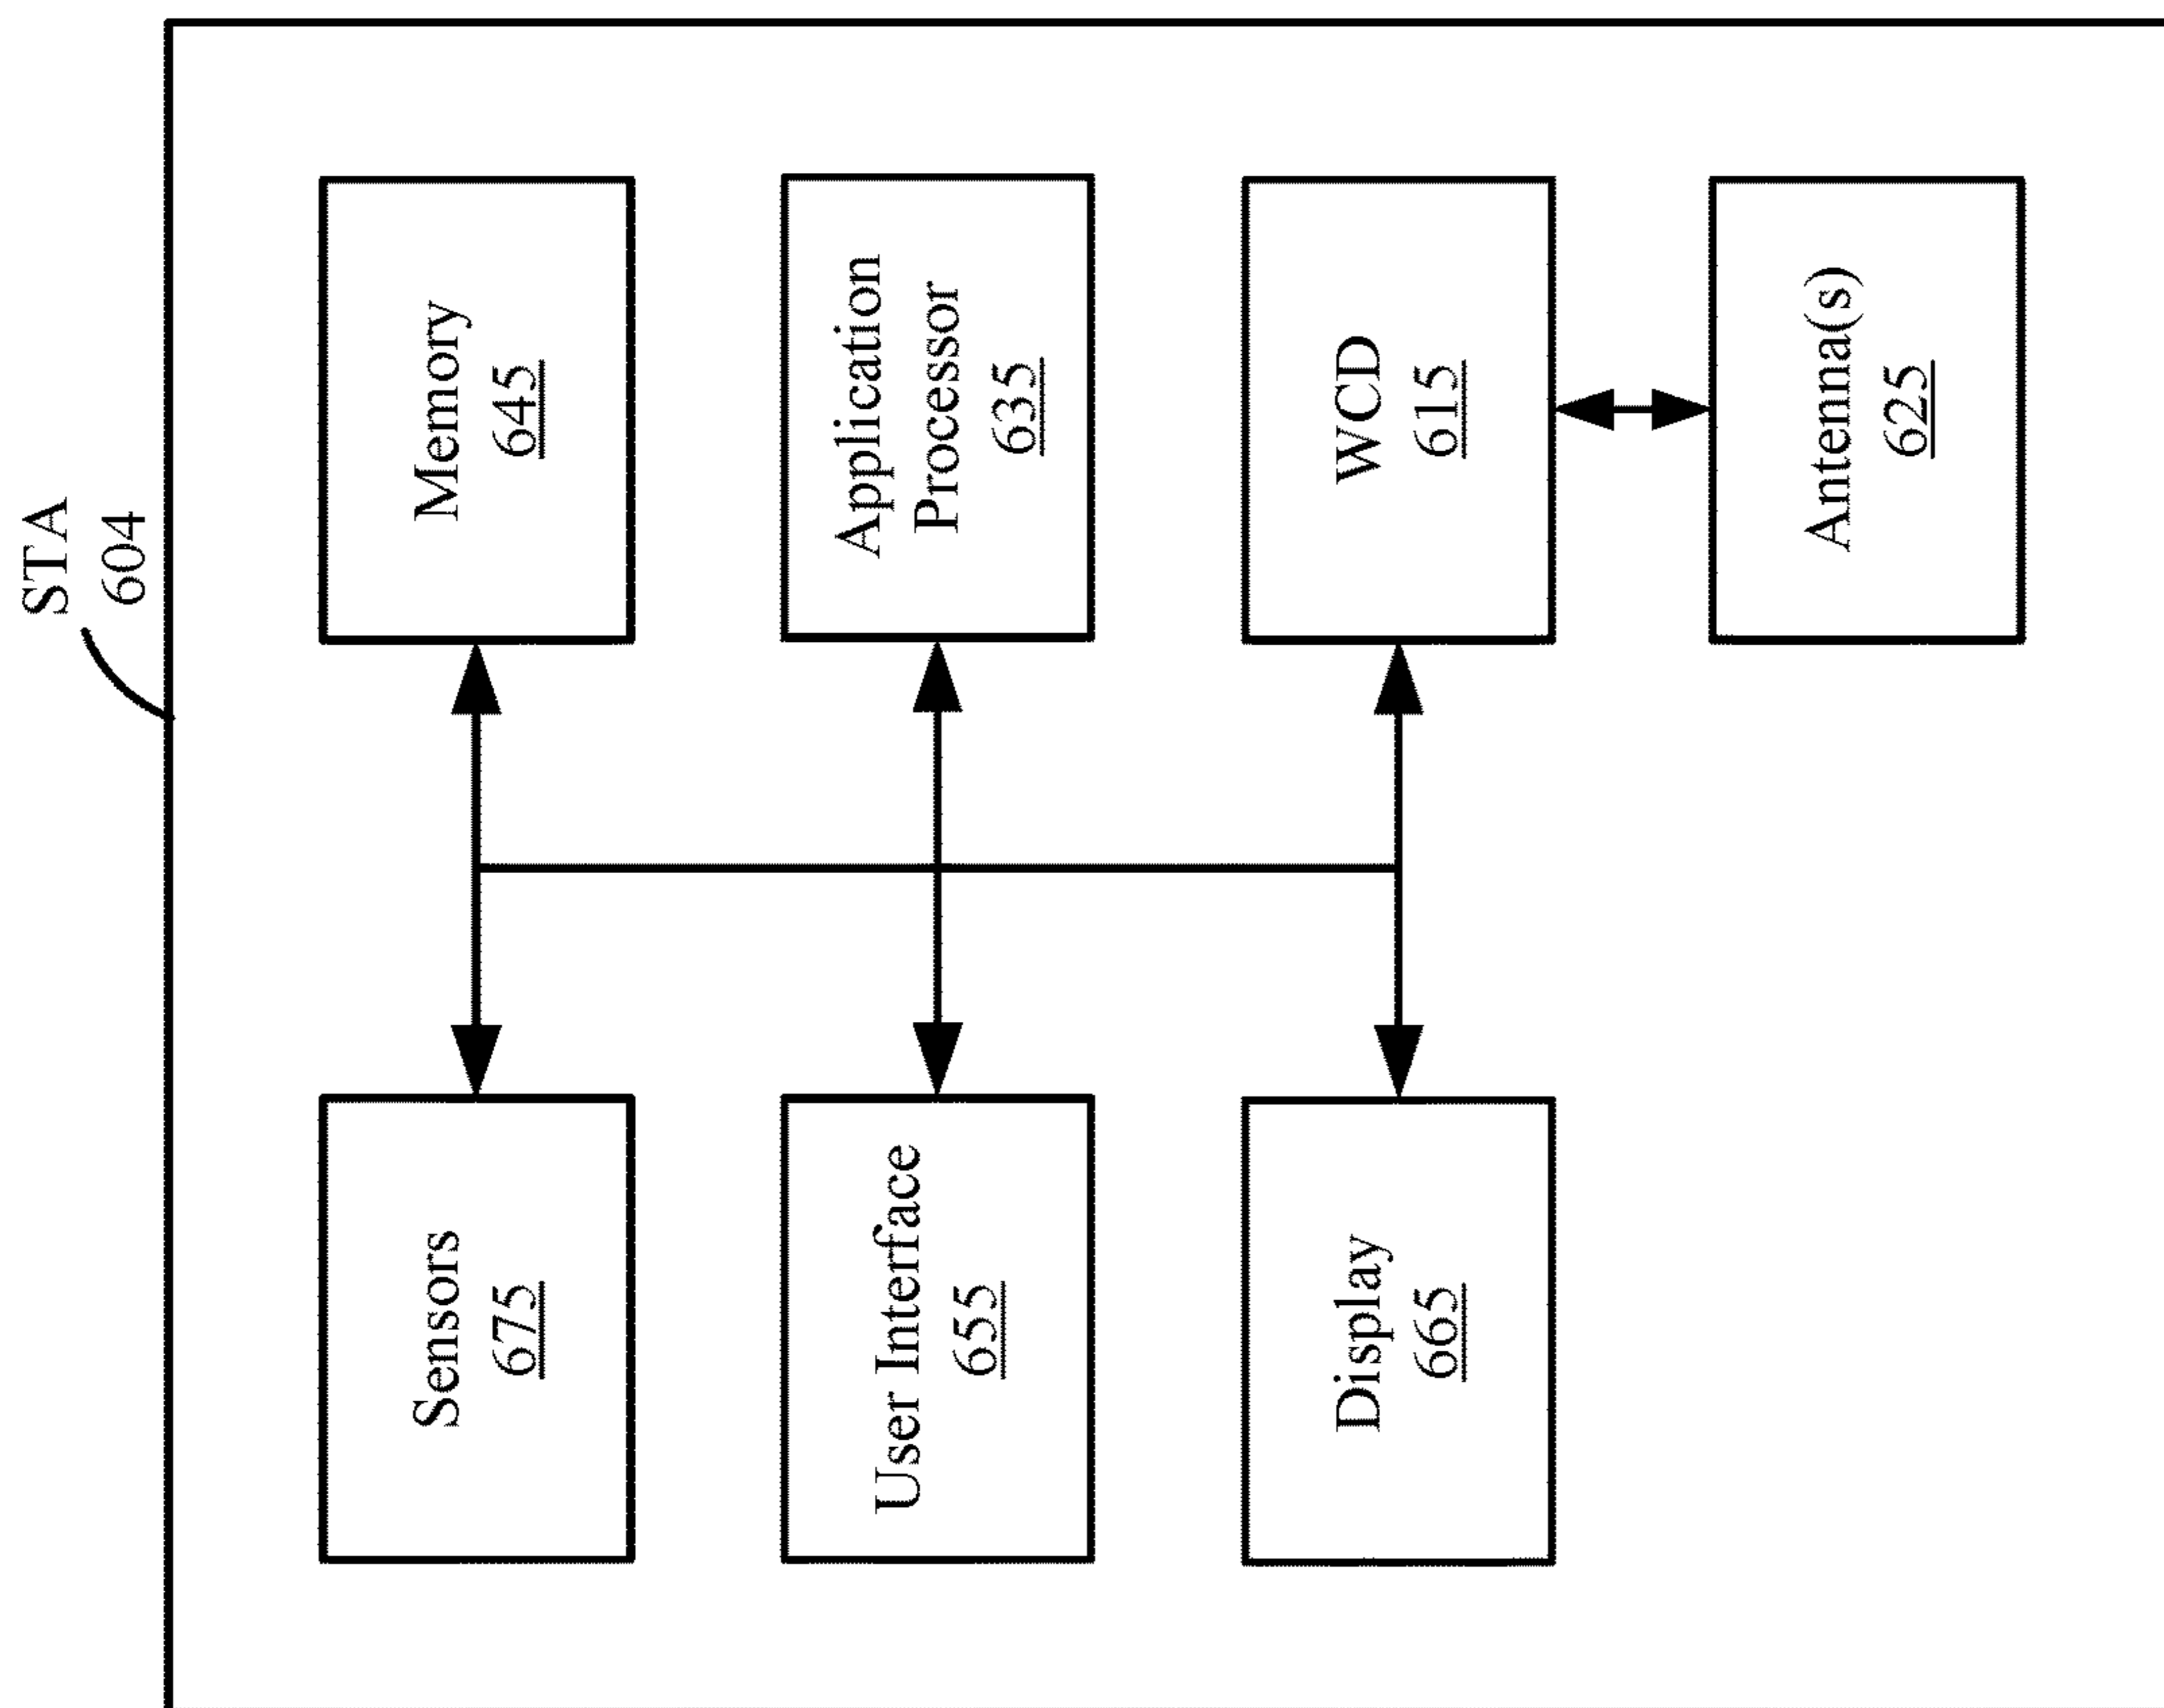 STA
604
Sensors
675
Memory
645
User Interface
655
Application
Processor
635
Display
665
WCD
615
Antenna(s)
625